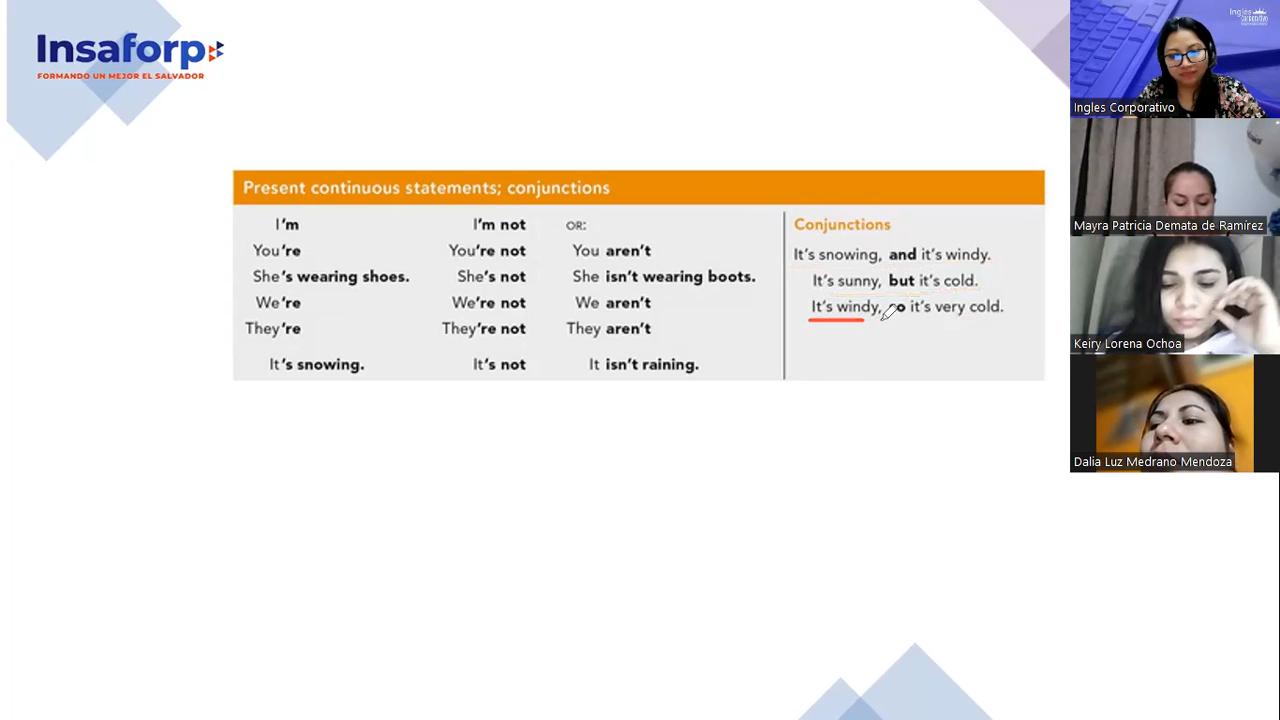 Insaforp
FORMANDO UN MEJOR EL SALVADOR
Present continuous statements; conjunctions
I'm I'm not OR:
You're You're not You aren't
She's wearing shoes. She's not She isn't wearing boots.
We're We're not We aren't
They're They're not They aren't
It's snowing. It's not It isn't raining.
Conjunctions
It's snowing, and it's windy.
It's sunny, but it's cold.
It's windy, so it's very cold.
Ingles Corporativo
Ingles Corporativo
Mayra Patricia Demata de Ramírez
Keiry Lorena Ochoa
Dalia Luz Medrano Mendoza